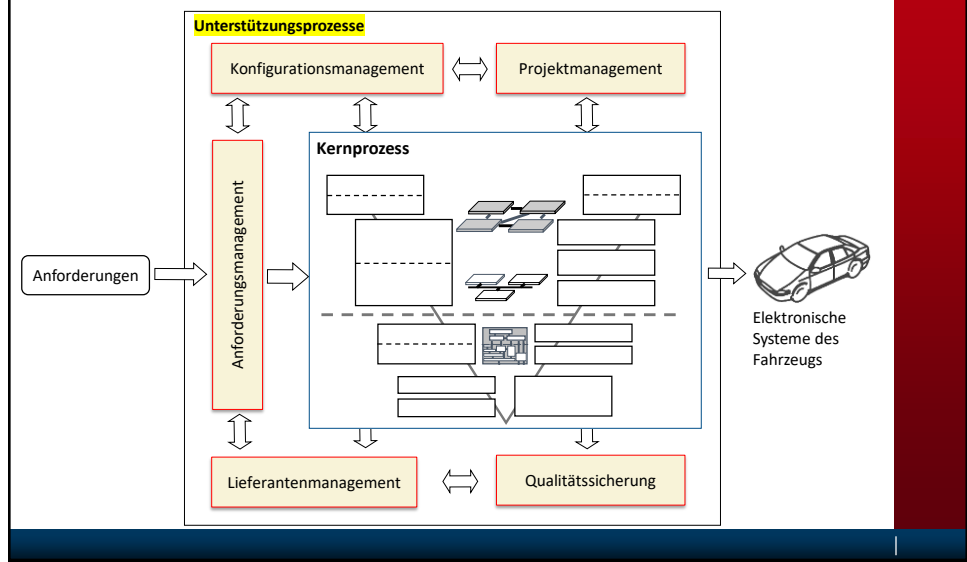 Unterstützungsprozesse
Konfigurationsmanagement
Projektmanagement
Kernprozess
Anforderungsmanagement
Anforderungen
Elektronische
Systeme des
Fahrzeugs
Lieferantenmanagement
Qualitätssicherung